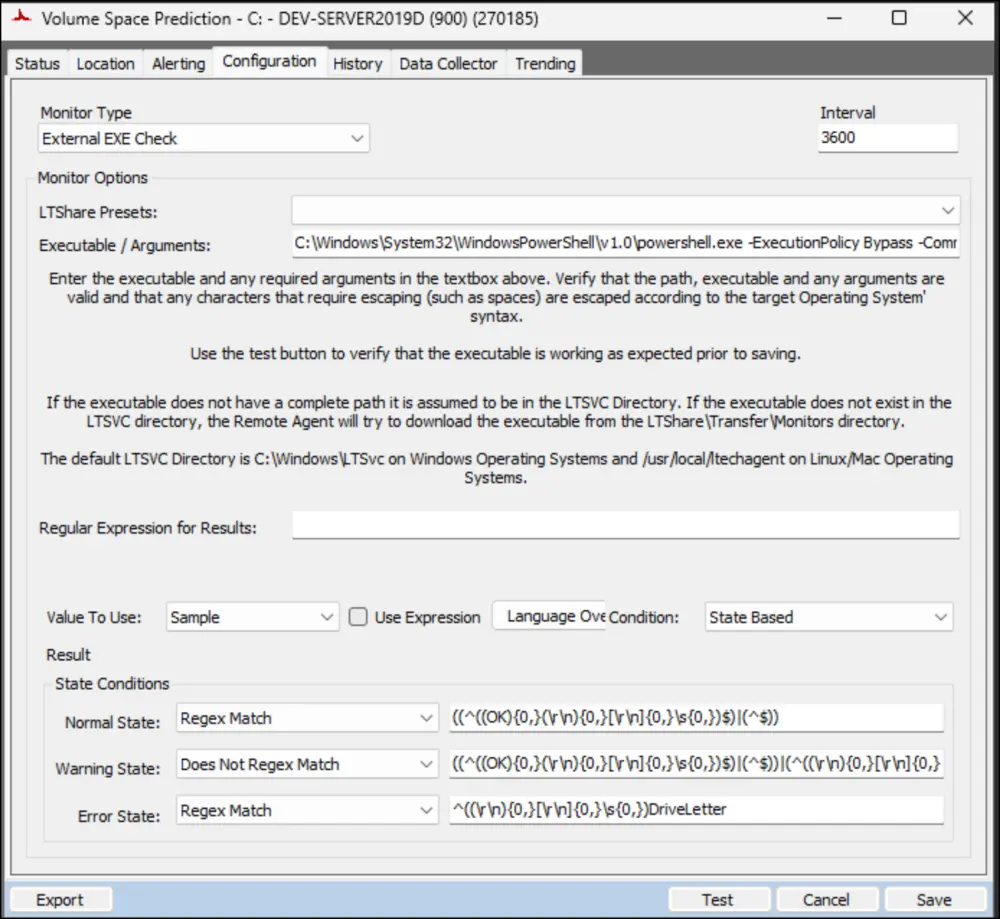 Volume Space Prediction - C: - DEV-SERVER2019D (900) (270185)
Status Location Alerting Configuration History Data Collector Trending
Monitor Type Interval
External EXE Check 3600
Monitor Options
LTShare Presets:
Executable / Arguments: C:\Windows\System32\WindowsPowerShell\v1.0\powershell.exe -ExecutionPolicy Bypass -Comm
Enter the executable and any required arguments in the textbox above. Verify that the path, executable and any arguments are
valid and that any characters that require escaping (such as spaces) are escaped according to the target Operating System'
syntax.
Use the test button to verify that the executable is working as expected prior to saving.
If the executable does not have a complete path it is assumed to be in the LTSVC Directory. If the executable does not exist in the
LTSVC directory, the Remote Agent will try to download the executable from the LTShare\Transfer\Monitors directory.
The default LTSVC Directory is C:\Windows\LTSvc on Windows Operating Systems and /usr/local/ltechagent on Linux/Mac Operating
Systems.
Regular Expression for Results:
Value To Use: Sample Use Expression Language Ove Condition: State Based
Result
State Conditions
Normal State: Regex Match ((^((OK){0,}(\r\n){0,}[\r\n]{0,}\s{0,})$)|(^$))
Warning State: Does Not Regex Match ((^((OK){0,}(\r\n){0,}[\r\n]{0,}\s{0,})$)|(^$))|(^((\r\n){0,}[\r\n]{0,}
Error State: Regex Match ^((\r\n){0,}[\r\n]{0,}\s{0,})DriveLetter
Export Test Cancel Save